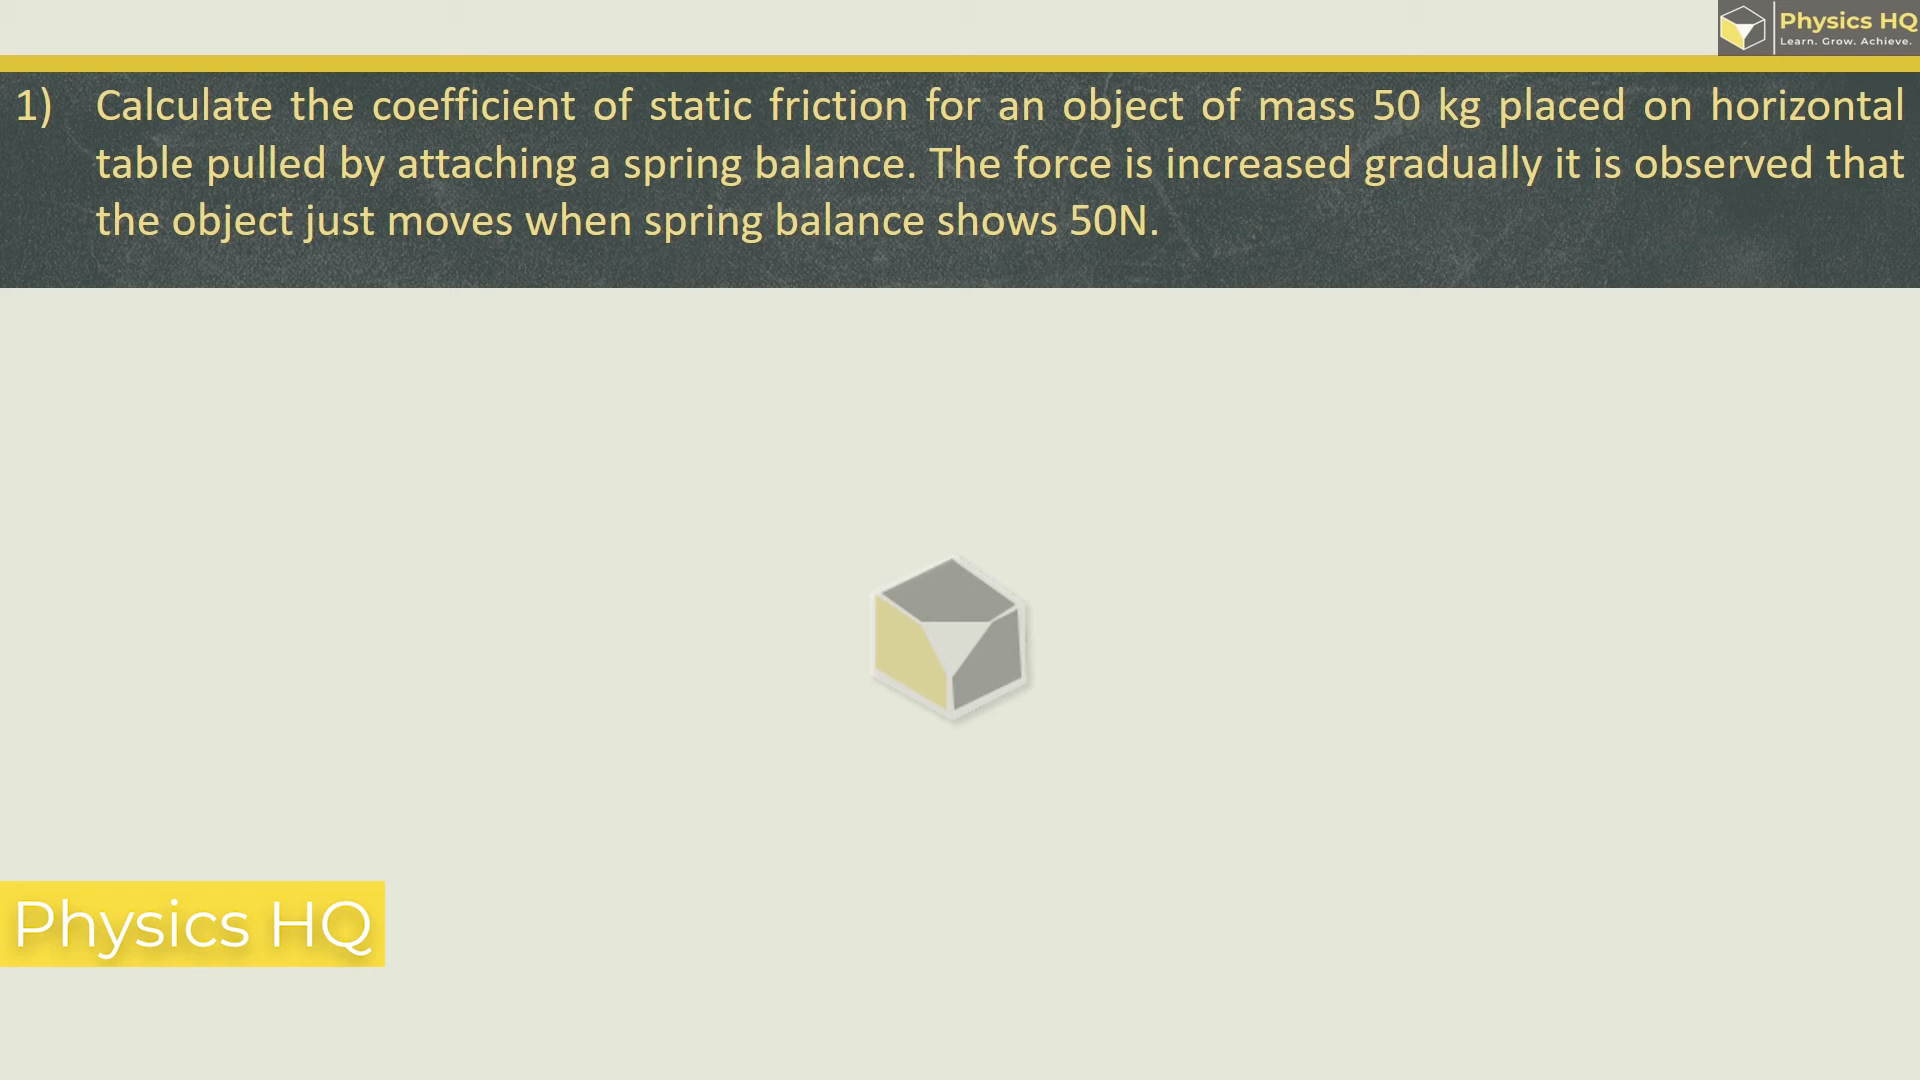 Physics HQ
Learn. Grow. Achieve.
1) Calculate the coefficient of static friction for an object of mass 50 kg placed on horizontal
table pulled by attaching a spring balance. The force is increased gradually it is observed that
the object just moves when spring balance shows 50N.
Physics HQ